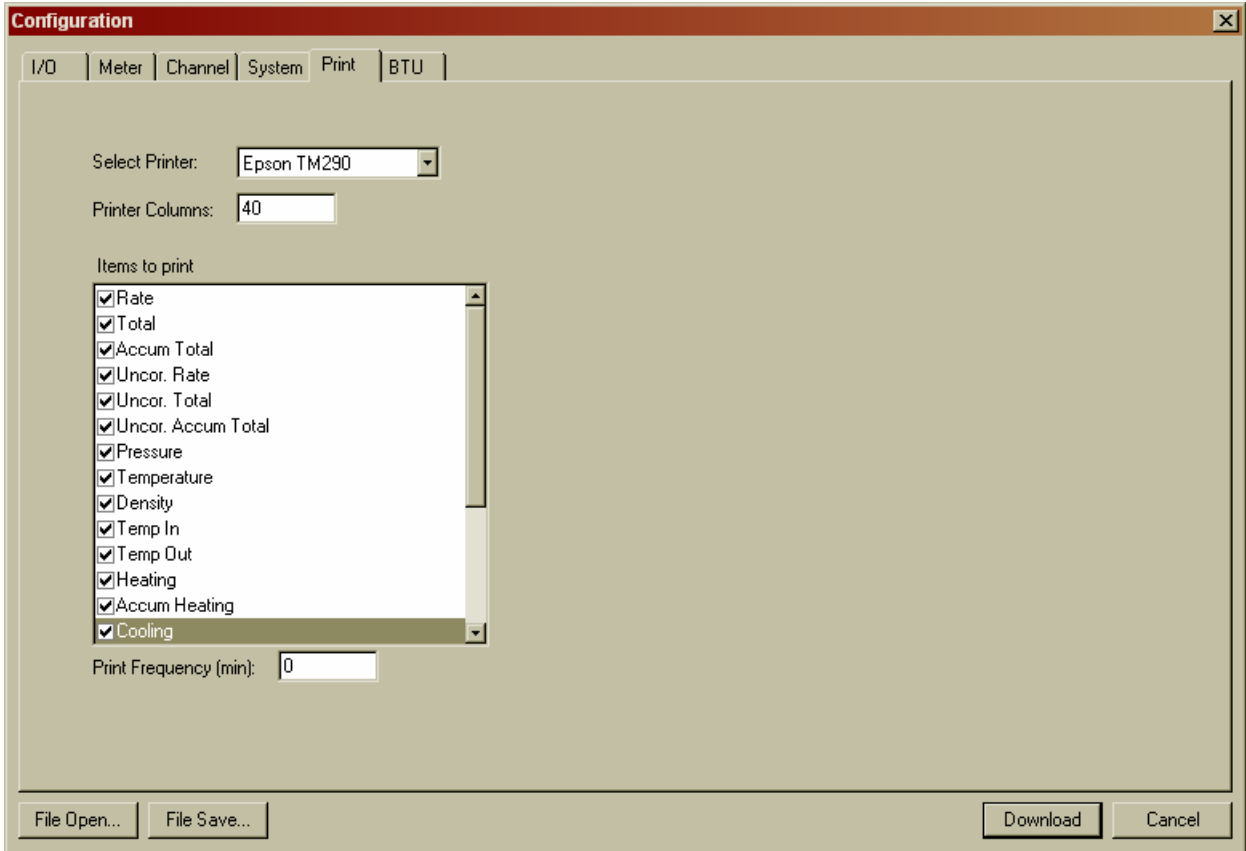 Configuration
I/O Meter Channel System Print BTU
Select Printer: Epson TM290
Printer Columns: 40
Items to print
Rate
Total
Accum Total
Uncor. Rate
Uncor. Total
Uncor. Accum Total
Pressure
Temperature
Density
Temp In
Temp Out
Heating
Accum Heating
Cooling
Print Frequency (min): 0
File Open... File Save... Download Cancel